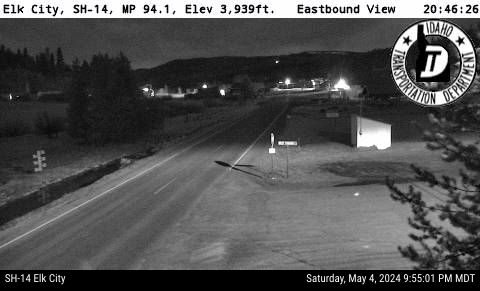 Elk City, SH-14, MP 94.1, Elev 3,939ft. Eastbound View 20:46:26
IDAHO
TRANSPORTATION DEPARTMENT
SH-14 Elk City Saturday, May 4, 2024 9:55:01 PM MDT